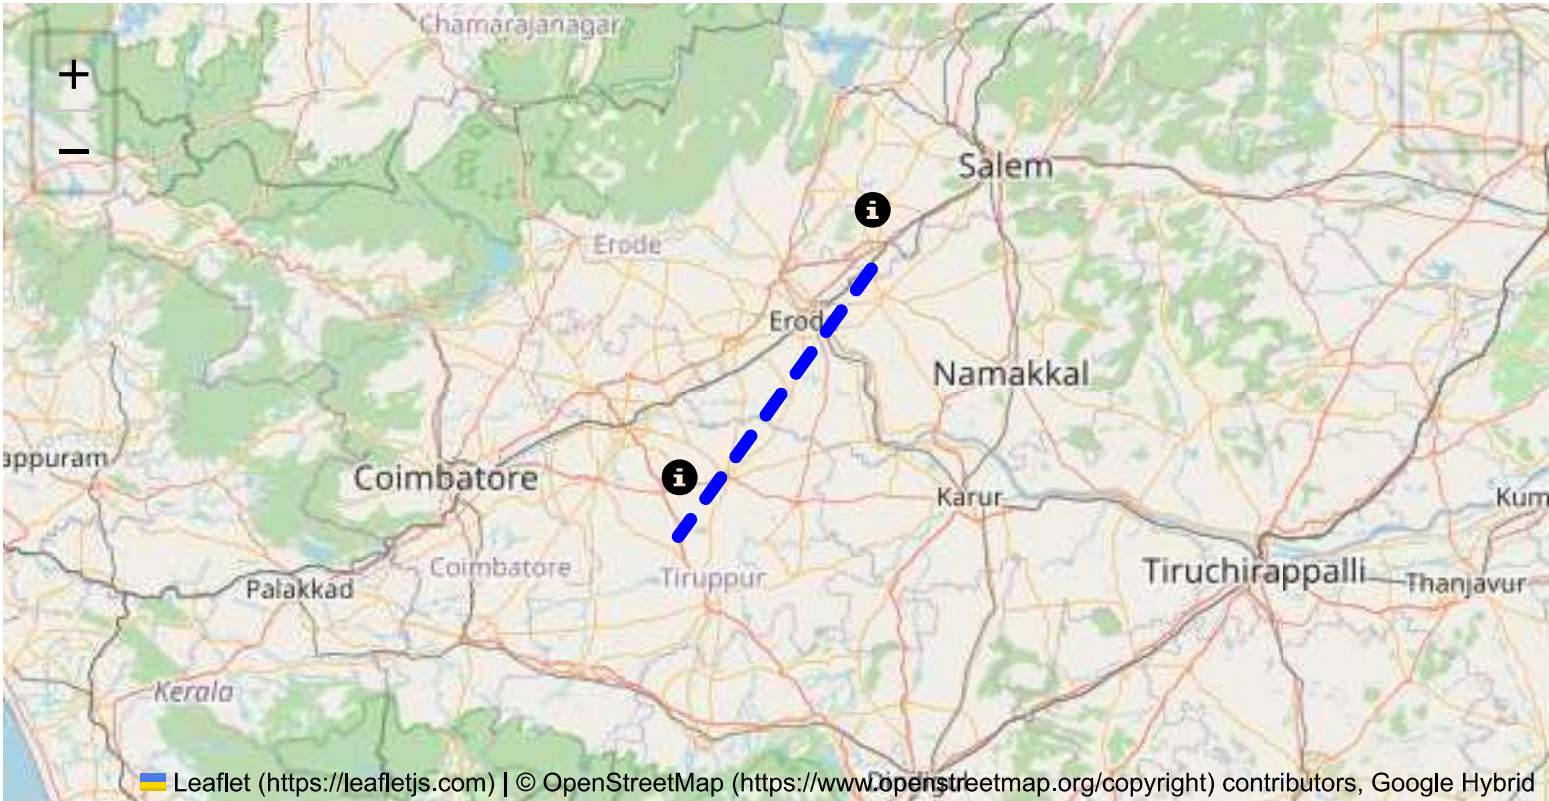 Chamarajanagar
+
−
Salem
i
Erode
Erod
Namakkal
appuram
Coimbatore
i
Karur
Kum
Coimbatore
Tiruppur
Tiruchirappalli
Thanjavur
Palakkad
Kerala
Leaflet (https://leafletjs.com) | © OpenStreetMap (https://www.openstreetmap.org/copyright) contributors, Google Hybrid